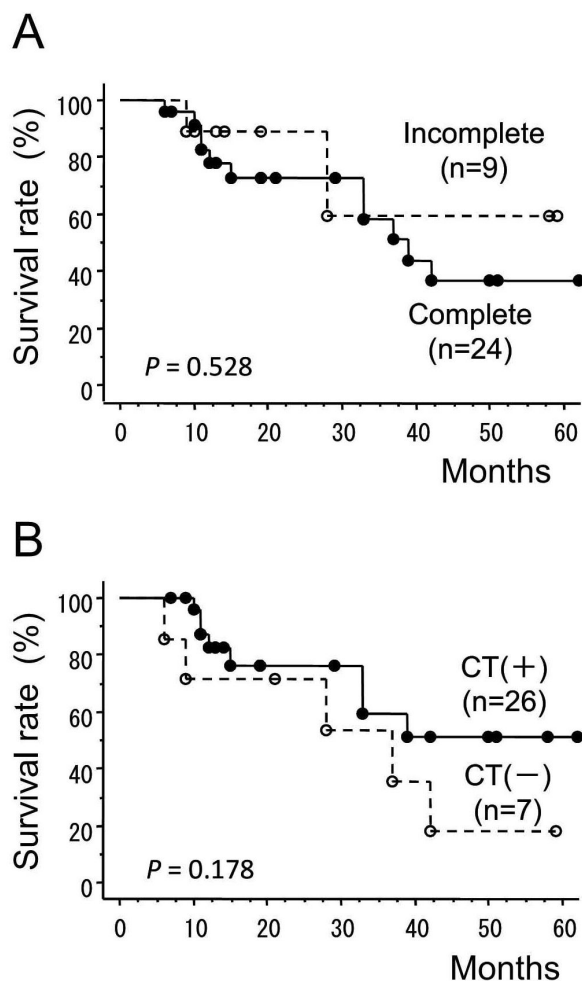 A
Survival rate (%)
100
80
60
40
20
0
Incomplete
(n=9)
Complete
(n=24)
P = 0.528
0 10 20 30 40 50 60
Months
B
Survival rate (%)
100
80
60
40
20
0
CT(+)
(n=26)
CT(−)
(n=7)
P = 0.178
0 10 20 30 40 50 60
Months